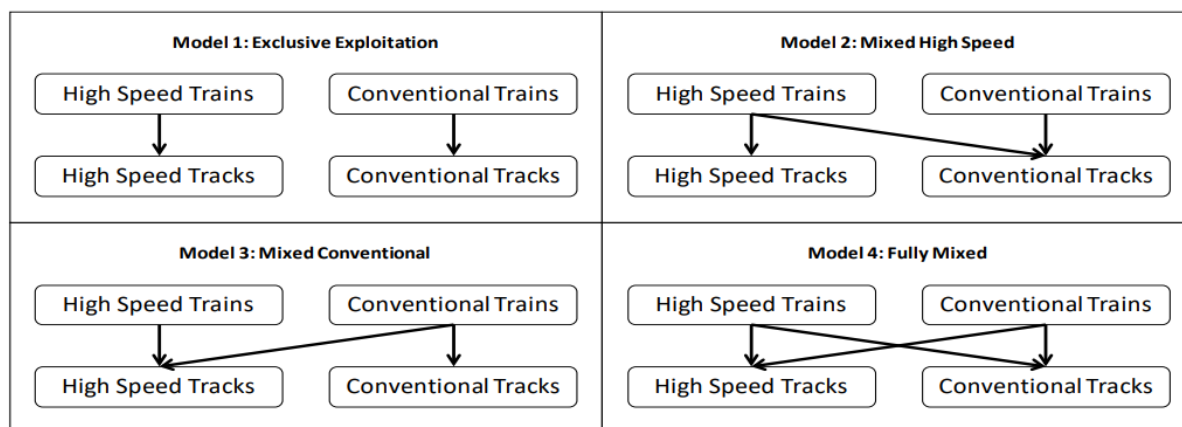 Model 1: Exclusive Exploitation
High Speed Trains
Conventional Trains
High Speed Tracks
Conventional Tracks
Model 2: Mixed High Speed
High Speed Trains
Conventional Trains
High Speed Tracks
Conventional Tracks
Model 3: Mixed Conventional
High Speed Trains
Conventional Trains
High Speed Tracks
Conventional Tracks
Model 4: Fully Mixed
High Speed Trains
Conventional Trains
High Speed Tracks
Conventional Tracks